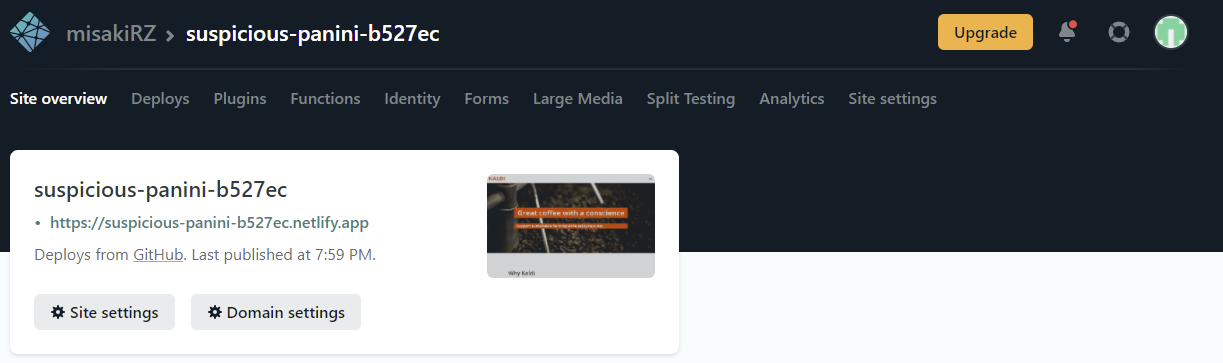 misakiRZ > suspicious-panini-b527ec
Upgrade
Site overview Deploys Plugins Functions Identity Forms Large Media Split Testing Analytics Site settings
suspicious-panini-b527ec
• https://suspicious-panini-b527ec.netlify.app
Deploys from GitHub. Last published at 7:59 PM.
Site settings Domain settings
KALDI
Great coffee with a conscience
Why Kaldi